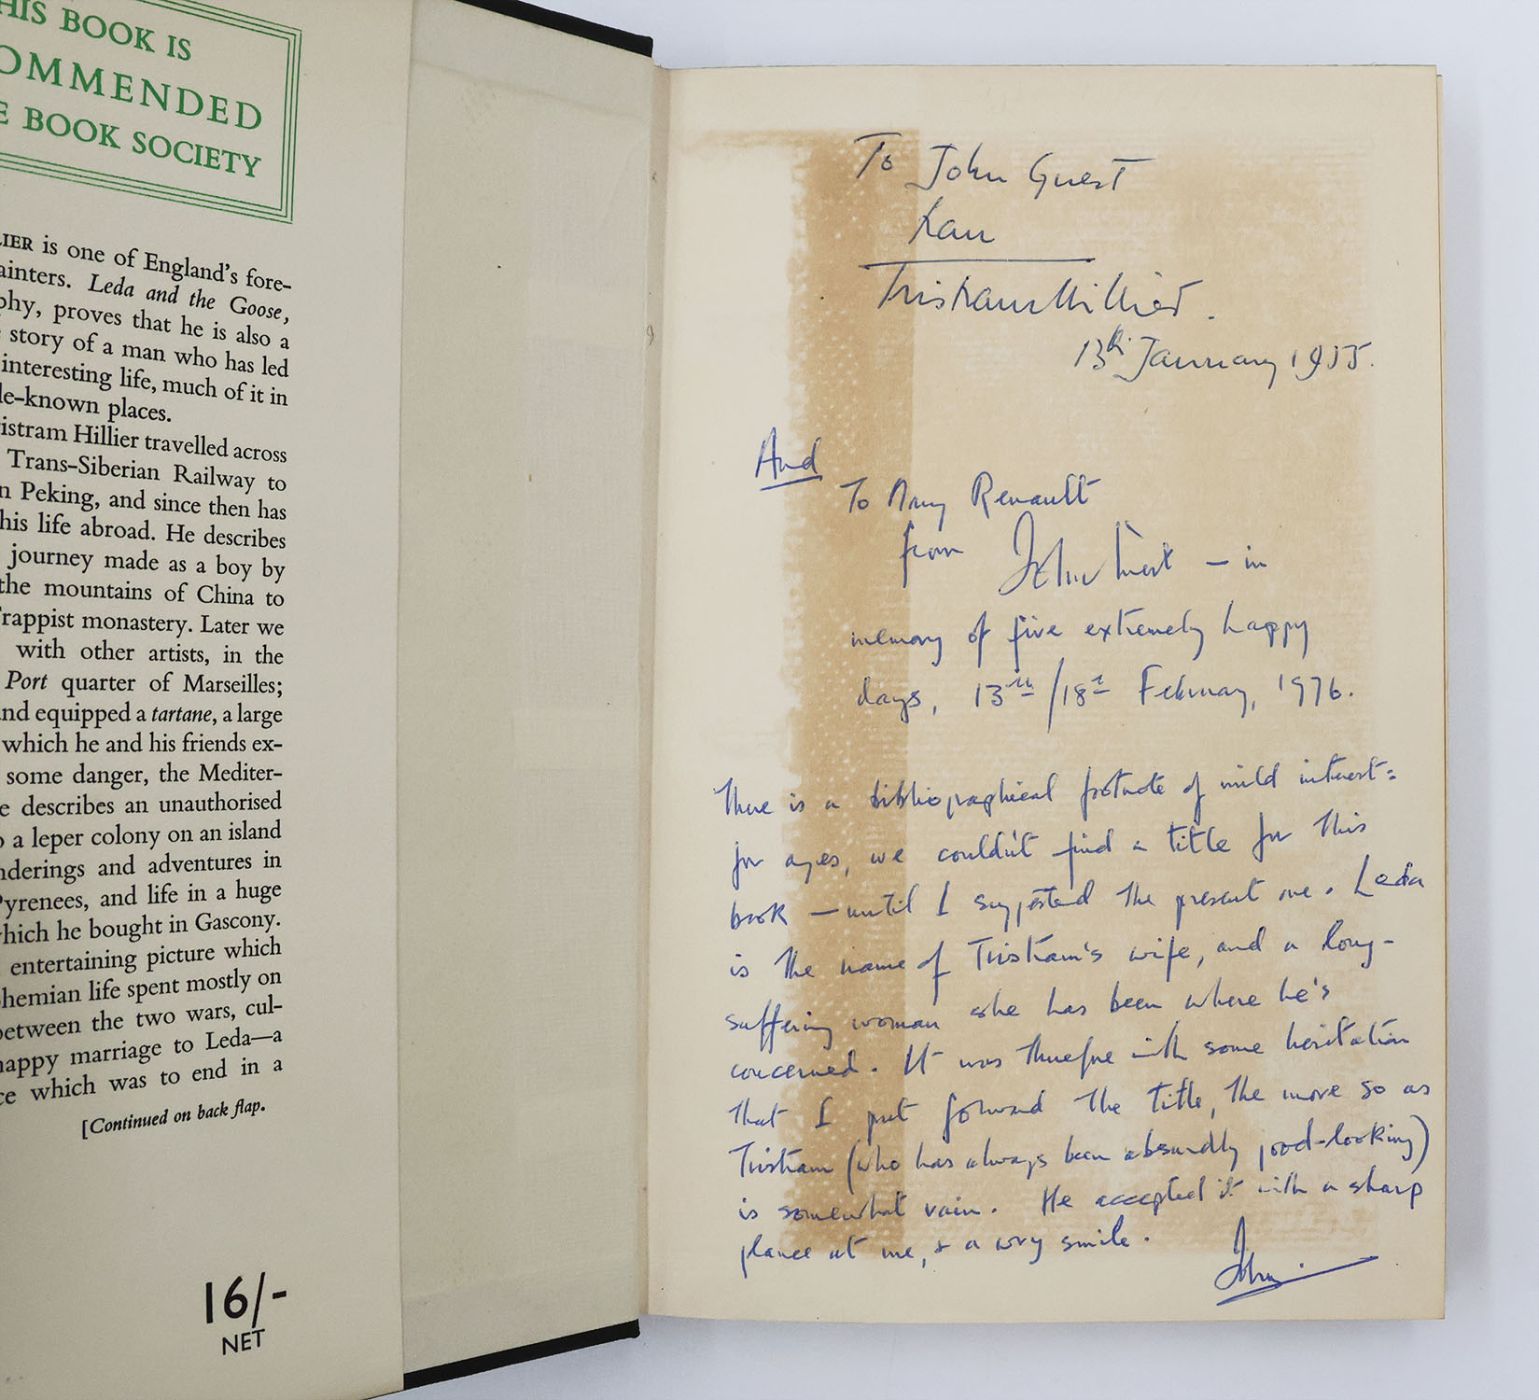 HIS BOOK IS
OMMENDED
E BOOK SOCIETY
LIER is one of England's fore-
ainters. Leda and the Goose,
phy, proves that he is also a
story of a man who has led
interesting life, much of it in
le-known places.
istram Hillier travelled across
Trans-Siberian Railway to
n Peking, and since then has
his life abroad. He describes
journey made as a boy by
the mountains of China to
rappist monastery. Later we
with other artists, in the
Port quarter of Marseilles;
and equipped a tartane, a large
which he and his friends ex-
some danger, the Mediter-
e describes an unauthorised
o a leper colony on an island
nderings and adventures in
Pyrenees, and life in a huge
which he bought in Gascony.
entertaining picture which
ohemian life spent mostly on
between the two wars, cul-
happy marriage to Leda—a
ce which was to end in a
[Continued on back flap.
16/-
NET
To John Guest
from
Tristram Hillier.
13th January 1955.
And
To Mary Renault
from John Guest — in
memory of five extremely happy
days, 13th/18th February, 1976.
There is a bibliographical footnote of mild interest:
for ages, we couldn't find a title for this
book — until I suggested the present one. Leda
is the name of Tristram's wife, and a long-
suffering woman she has been where he's
concerned. It was therefore with some hesitation
that I put forward the title, the more so as
Tristram (who has always been absurdly good-looking)
is somewhat vain. He accepted it with a sharp
glance at me, & a wry smile.
John.